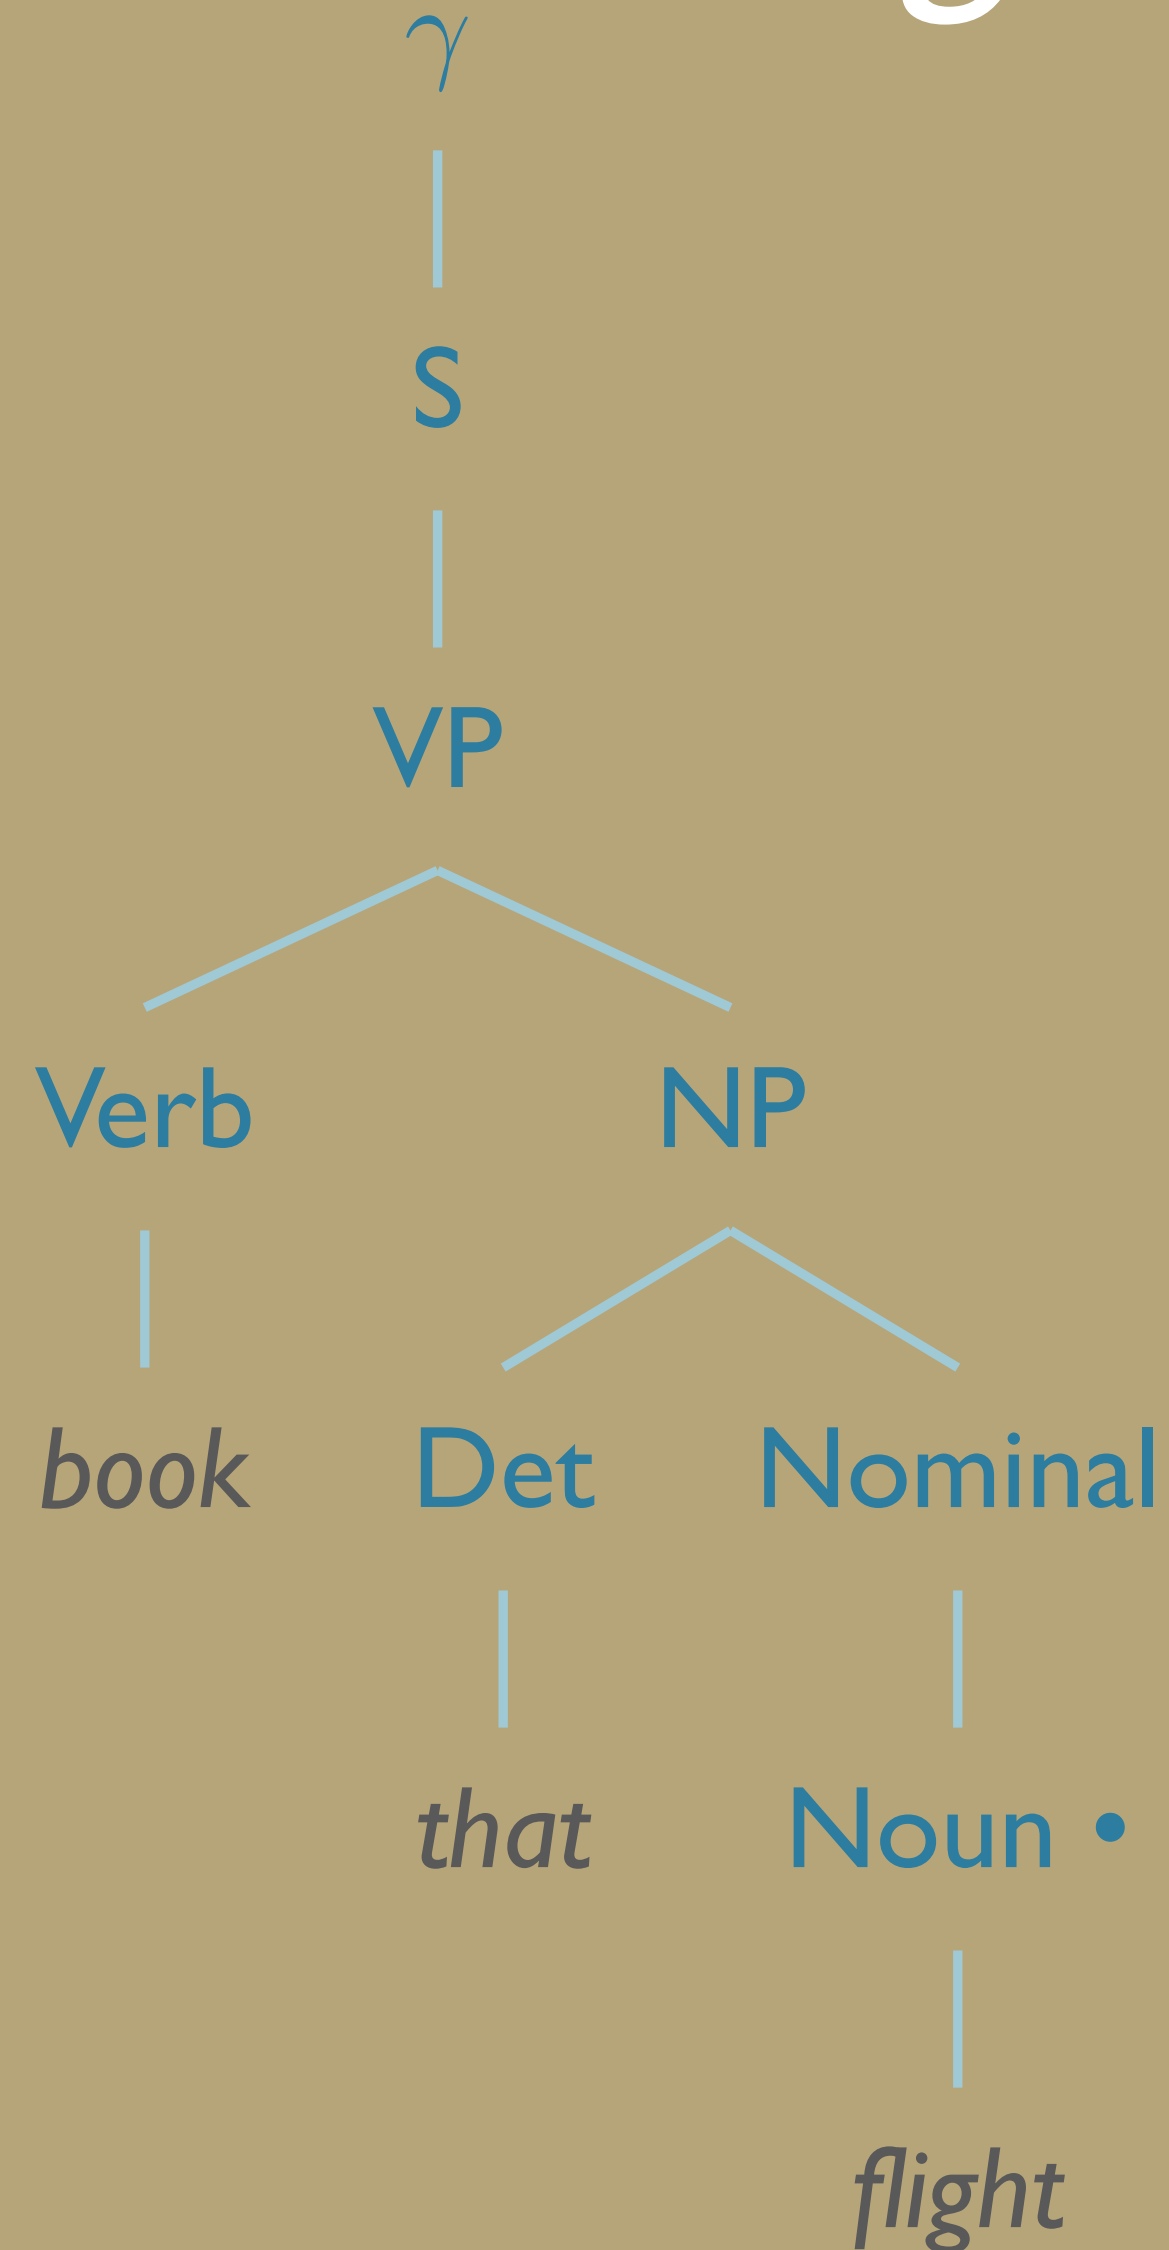 γ
S
VP
Verb NP
book Det Nominal
that Noun •
flight